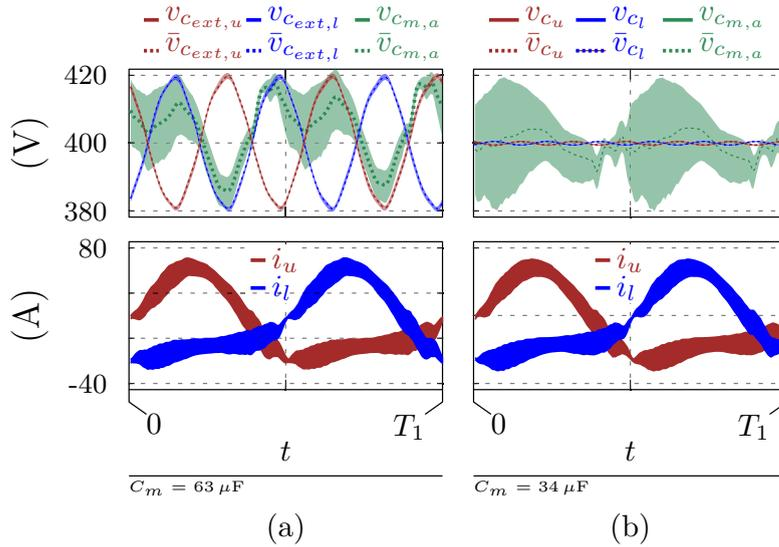 v_{c_{ext,u}} v_{c_{ext,l}} v_{c_{m,a}} v_{c_u} v_{c_l} v_{c_{m,a}}
v̄_{c_{ext,u}} v̄_{c_{ext,l}} v̄_{c_{m,a}} v̄_{c_u} v̄_{c_l} v̄_{c_{m,a}}
420
400
380
(V)
80
-40
(A)
i_u i_u
i_l i_l
0 T_1 0 T_1
t t
C_m = 63 μF C_m = 34 μF
(a) (b)